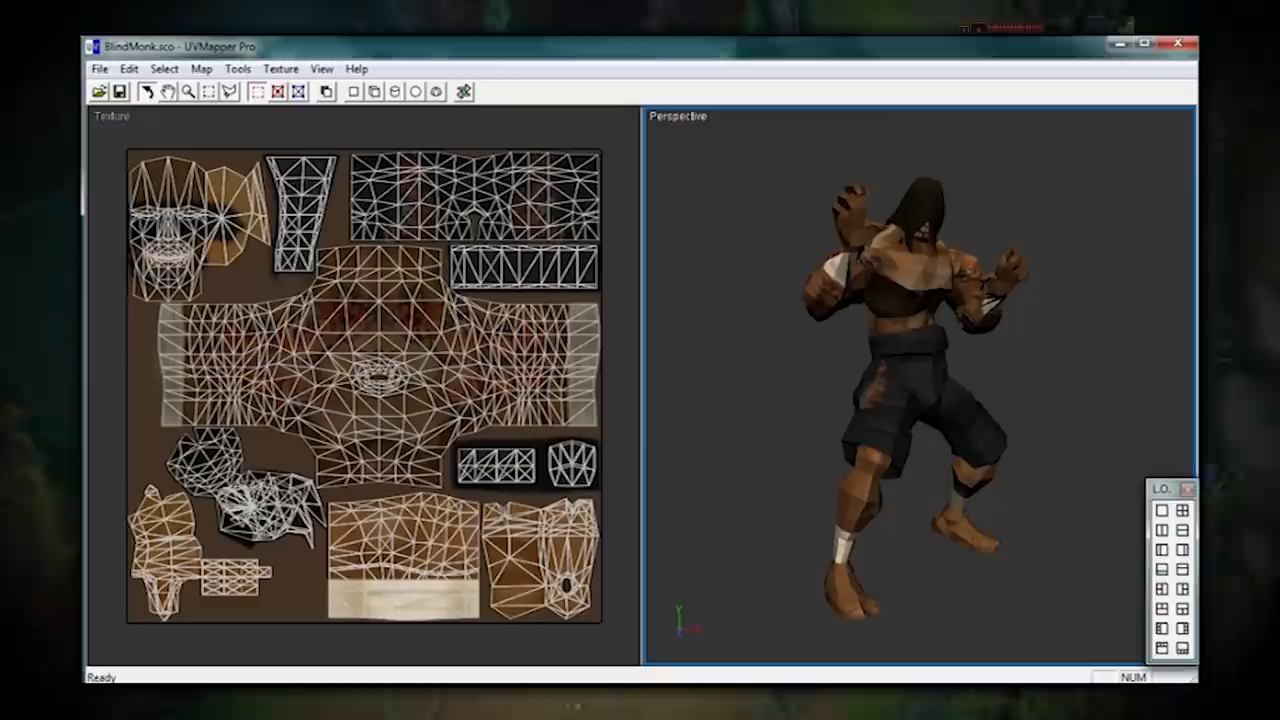 BlindMonk.sco - UVMapper Pro
File Edit Select Map Tools Texture View Help
Texture
Perspective
L.O.
Y
Ready
NUM